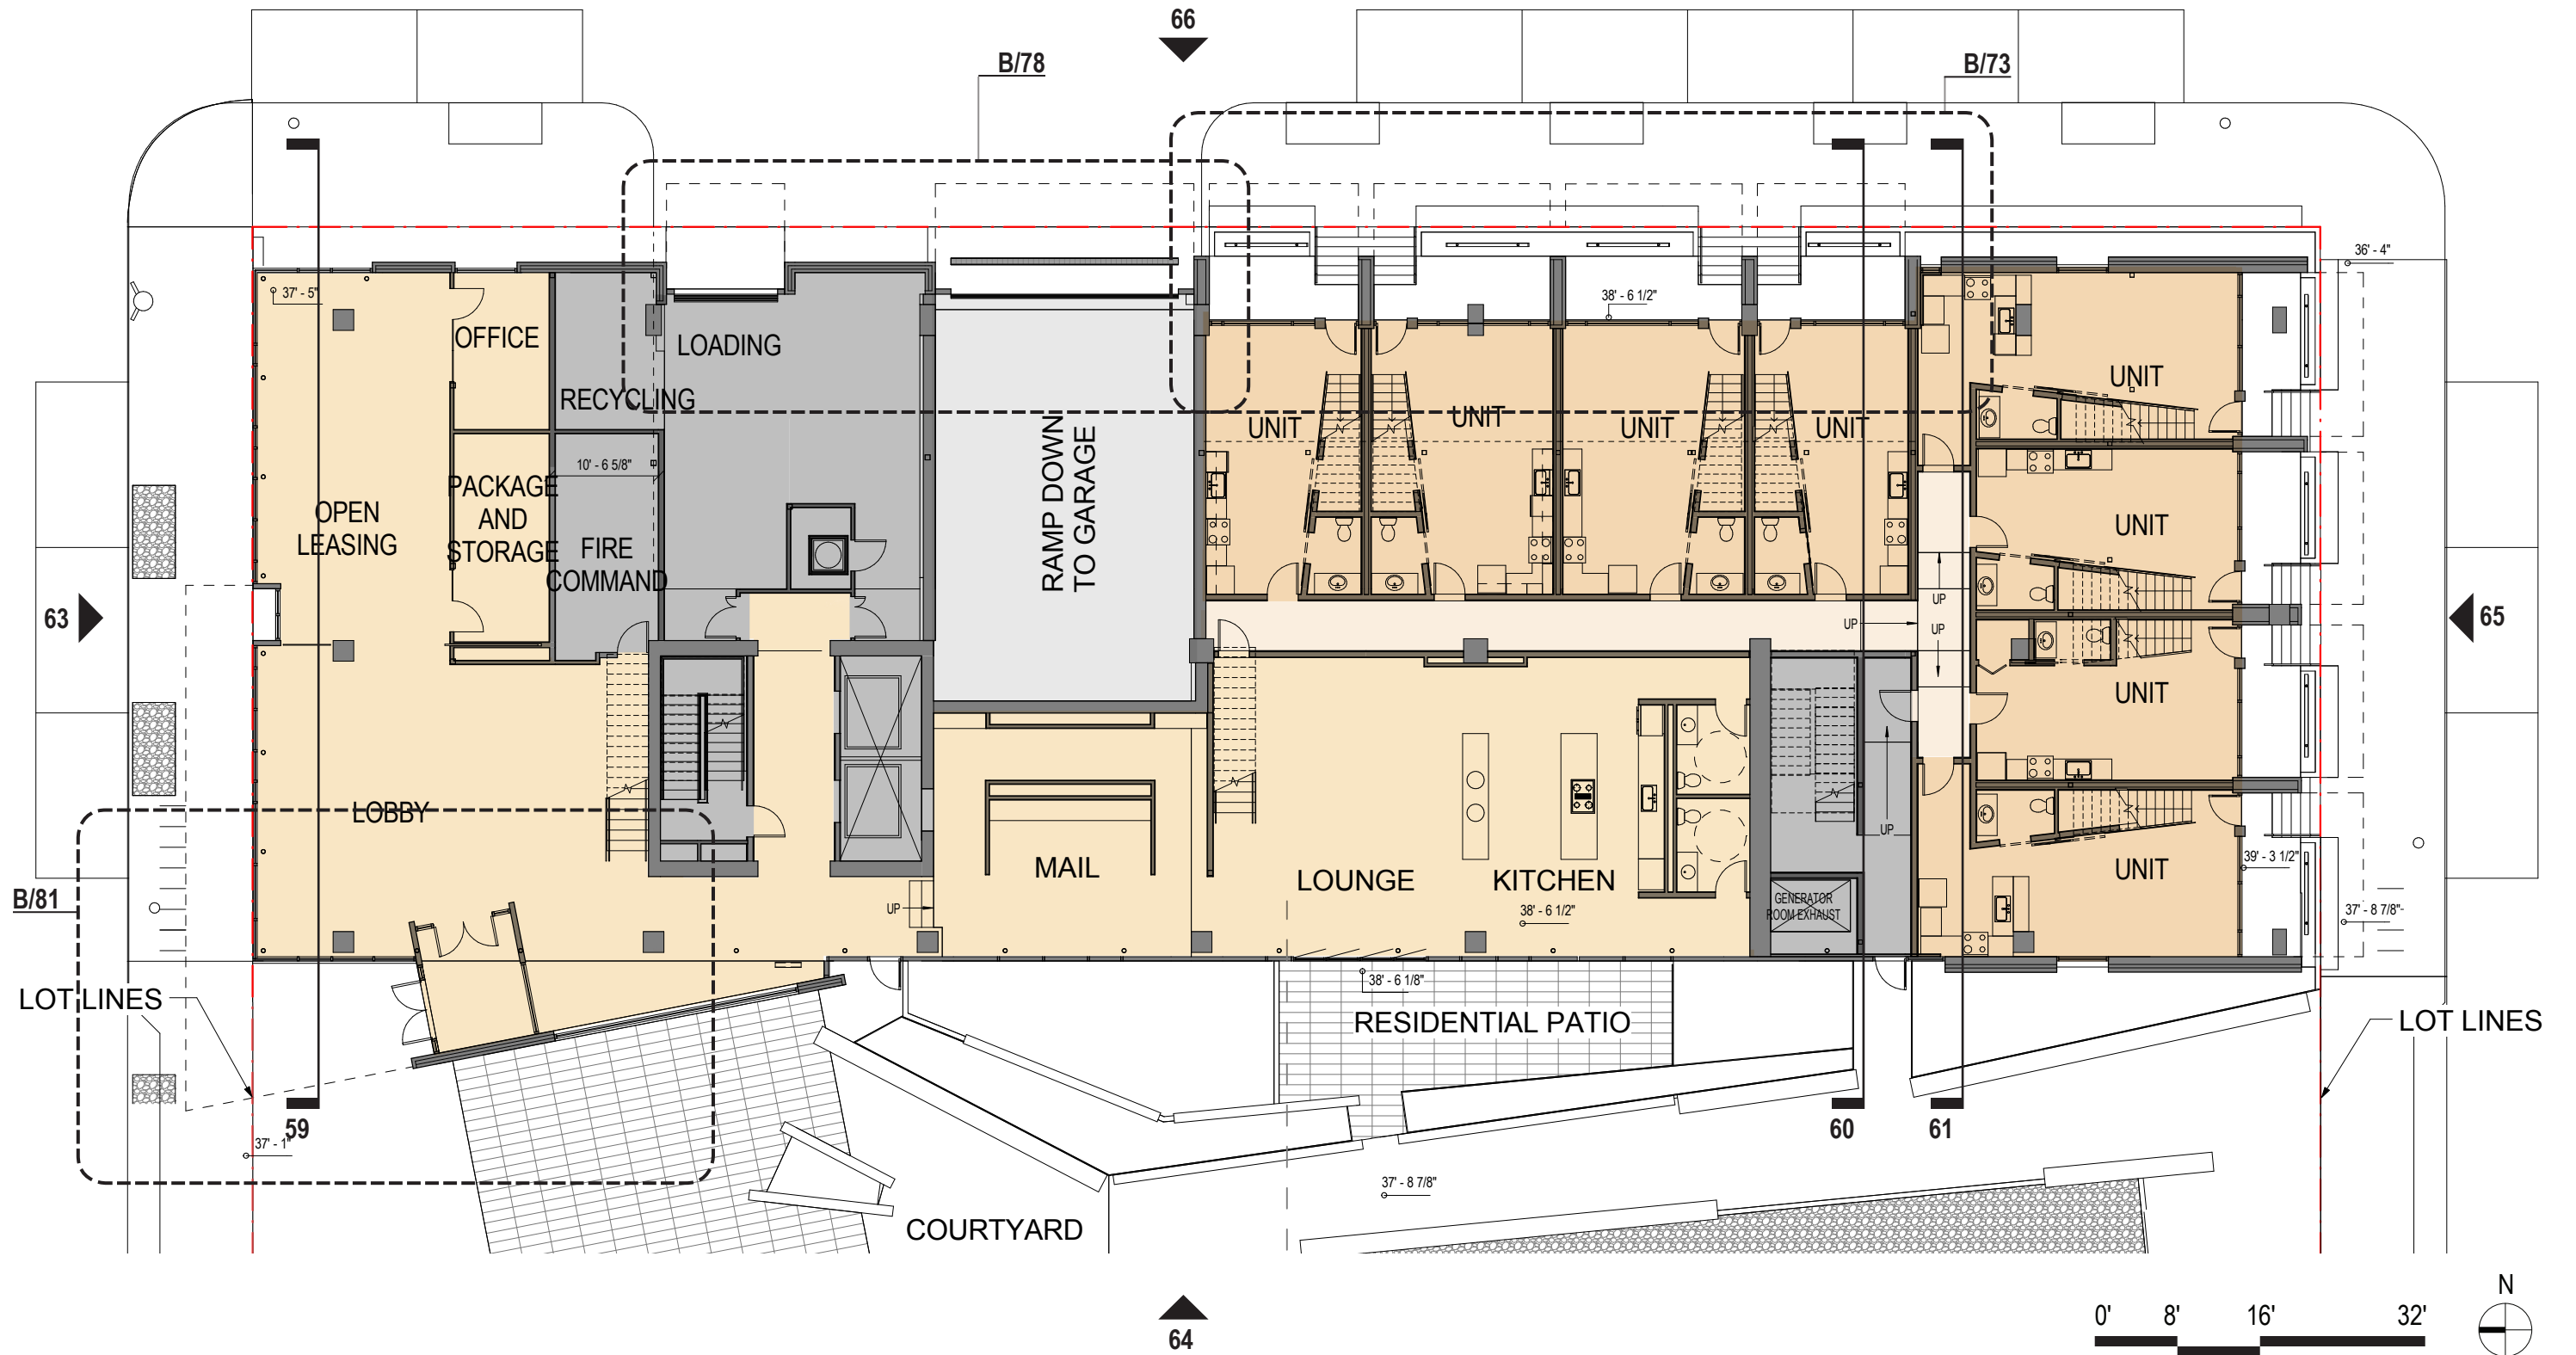 66
B/78
B/73
36' - 4"
37' - 5"
38' - 6 1/2"
OFFICE
LOADING
RECYCLING
UNIT
UNIT
UNIT
UNIT
UNIT
RAMP DOWN
TO GARAGE
10' - 6 5/8"
PACKAGE
AND
STORAGE
OPEN
LEASING
FIRE
COMMAND
UNIT
UP
UP
UP
63
65
UNIT
LOBBY
UP
MAIL
LOUNGE
KITCHEN
38' - 6 1/2"
GENERATOR
ROOM EXHAUST
UNIT
39' - 3 1/2"
37' - 8 7/8"
B/81
UP
LOT LINES
38' - 6 1/8"
RESIDENTIAL PATIO
LOT LINES
59
60
61
37' - 1"
37' - 8 7/8"
COURTYARD
64
N
0'
8'
16'
32'